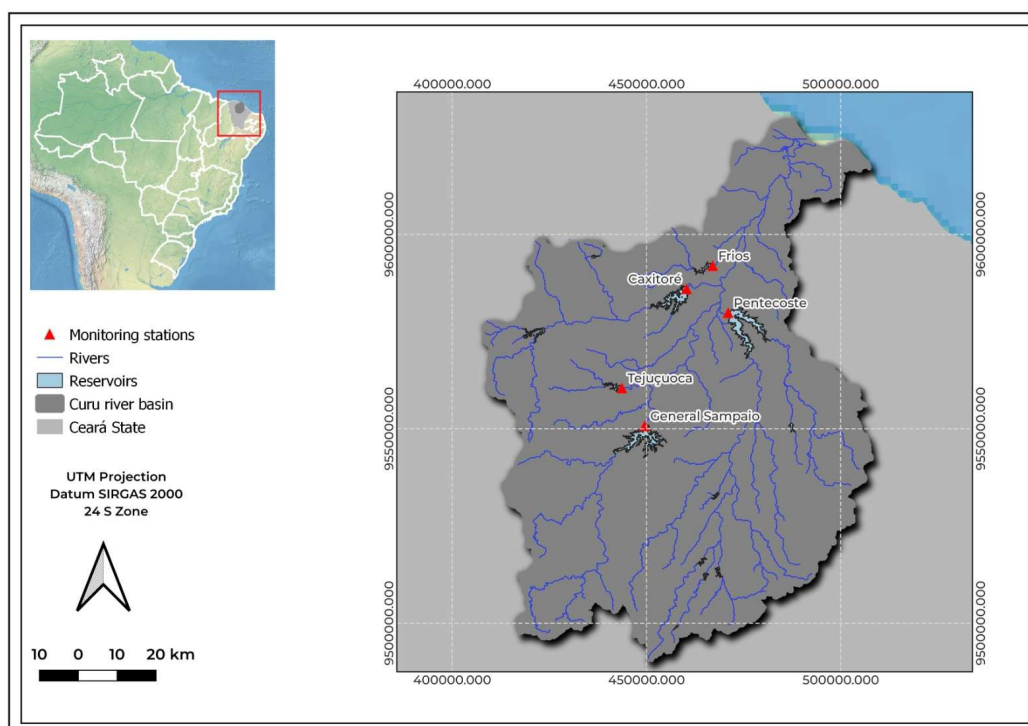 400000.000 450000.000 500000.000
9600000.000 9600000.000
Frios
Caxitoré
Pentecoste
Tejuçuoca
General Sampaio
9550000.000 9550000.000
9500000.000 9500000.000
400000.000 450000.000 500000.000
Monitoring stations
Rivers
Reservoirs
Curu river basin
Ceará State
UTM Projection
Datum SIRGAS 2000
24 S Zone
10 0 10 20 km